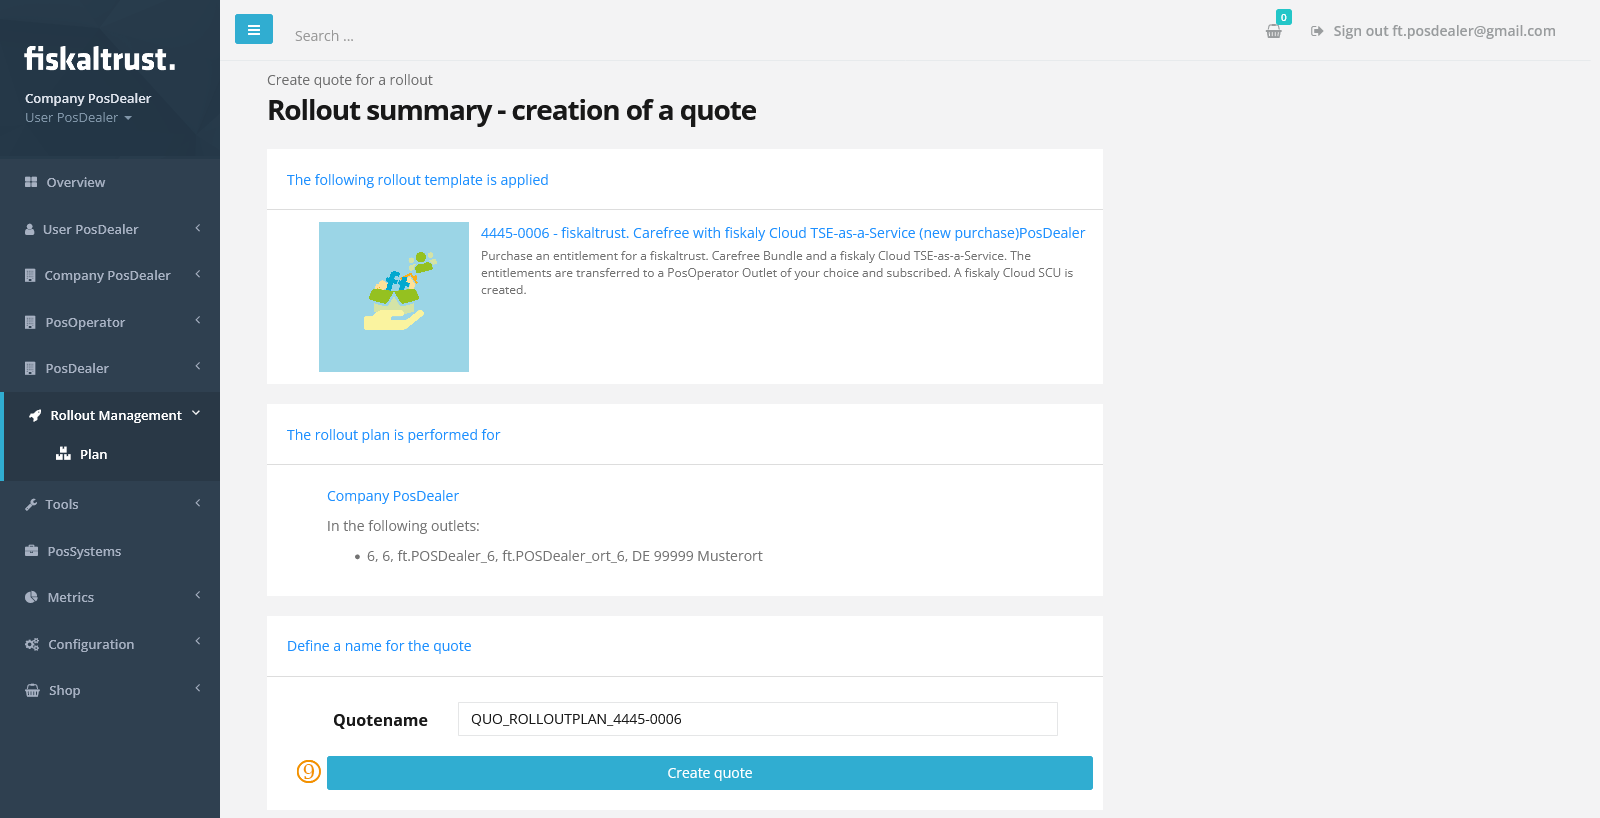 fiskaltrust.
Company PosDealer
User PosDealer
Overview
User PosDealer
Company PosDealer
PosOperator
PosDealer
Rollout Management
Plan
Tools
PosSystems
Metrics
Configuration
Shop
Search ...
0
Sign out ft.posdealer@gmail.com
Create quote for a rollout
Rollout summary - creation of a quote
The following rollout template is applied
4445-0006 - fiskaltrust. Carefree with fiskaly Cloud TSE-as-a-Service (new purchase)PosDealer
Purchase an entitlement for a fiskaltrust. Carefree Bundle and a fiskaly Cloud TSE-as-a-Service. The
entitlements are transferred to a PosOperator Outlet of your choice and subscribed. A fiskaly Cloud SCU is
created.
The rollout plan is performed for
Company PosDealer
In the following outlets:
• 6, 6, ft.POSDealer_6, ft.POSDealer_ort_6, DE 99999 Musterort
Define a name for the quote
Quotename QUO_ROLLOUTPLAN_4445-0006
⑨ Create quote